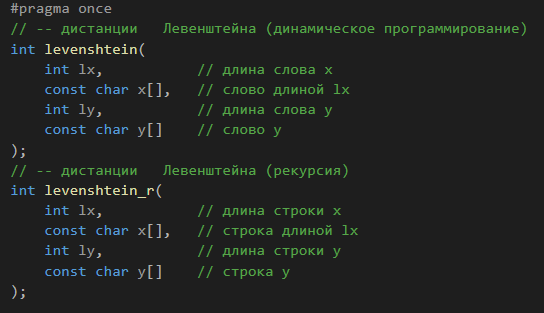 #pragma once
// -- дистанции   Левенштейна (динамическое программирование)
int levenshtein(
    int lx,           // длина слова x
    const char x[],   // слово длиной lx
    int ly,           // длина слова y
    const char y[]    // слово y
);
// -- дистанции   Левенштейна (рекурсия)
int levenshtein_r(
    int lx,           // длина строки x
    const char x[],   // строка длиной lx
    int ly,           // длина строки y
    const char y[]    // строка y
);